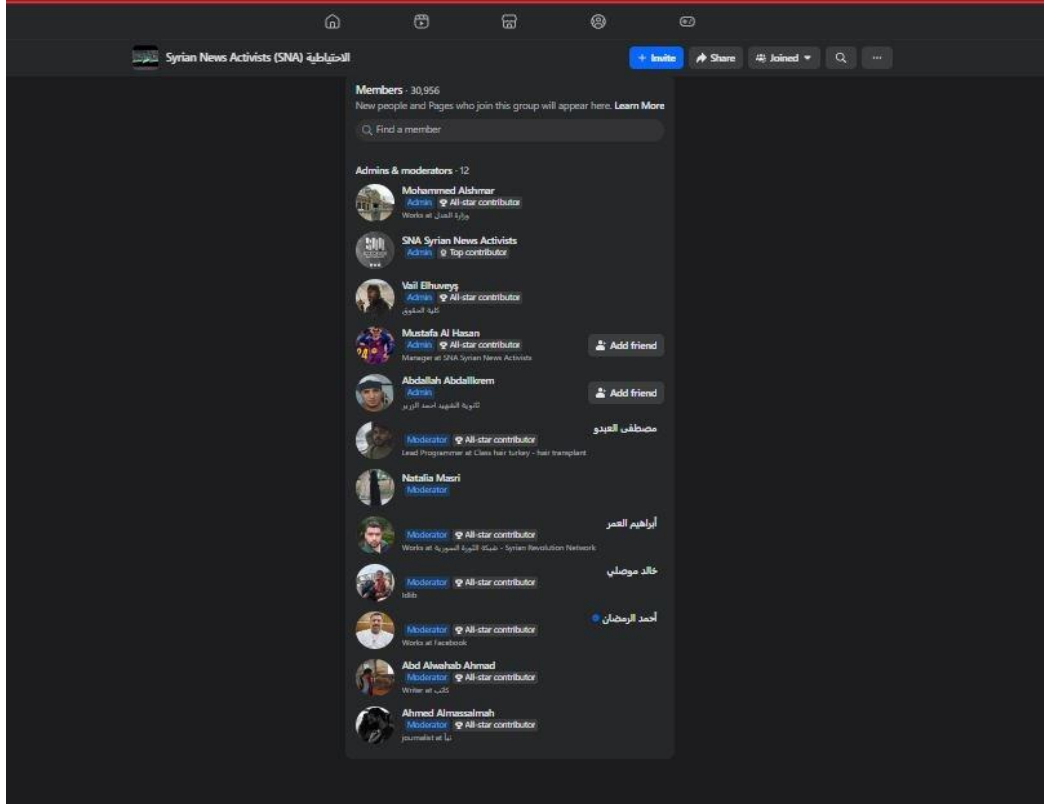 Syrian News Activists (SNA) الاحتياطية
+ Invite
Share
Joined
Members · 30,956
New people and Pages who join this group will appear here. Learn More
Find a member
Admins & moderators · 12
Mohammed Alshmar
Admin All-star contributor
Works at وزارة العدل
SNA Syrian News Activists
Admin Top contributor
Vail Elhuveyş
Admin All-star contributor
كلية الحقوق
Mustafa Al Hasan
Admin All-star contributor
Manager at SNA Syrian News Activists
Add friend
Abdallah Abdallkrem
Admin
ثانوية الشهيد احمد الزرير
Add friend
مصطفى العبدو
Moderator All-star contributor
Lead Programmer at Class hair turkey - hair transplant
Natalia Masri
Moderator
أبراهيم العمر
Moderator All-star contributor
Works at شبكة الثورة السورية - Syrian Revolution Network
خالد موصلي
Moderator All-star contributor
Idlib
أحمد الرمضان
Moderator All-star contributor
Works at Facebook
Abd Alwahab Ahmad
Moderator All-star contributor
Writer at كاتب
Ahmed Almassalmah
Moderator All-star contributor
journalist at نبأ